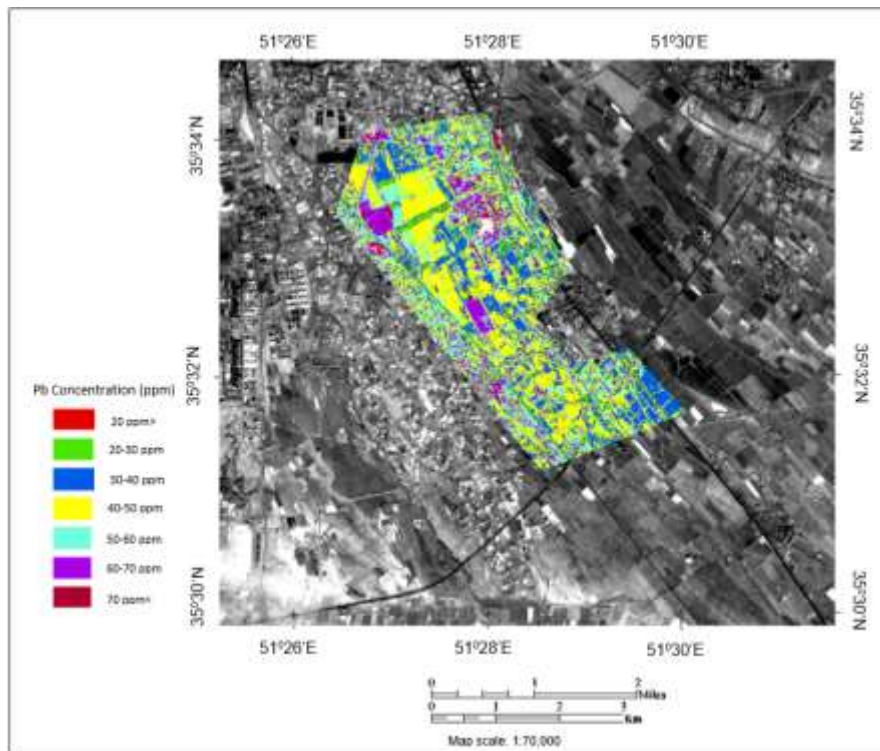 51°26'E 51°28'E 51°30'E
35°34'N 35°34'N
35°32'N 35°32'N
35°30'N 35°30'N
Pb Concentration (ppm)
20 ppm>
20-30 ppm
30-40 ppm
40-50 ppm
50-60 ppm
60-70 ppm
70 ppm<
51°26'E 51°28'E 51°30'E
0 1 2
Miles
0 1 2 3
Km
Map scale: 1:70,000